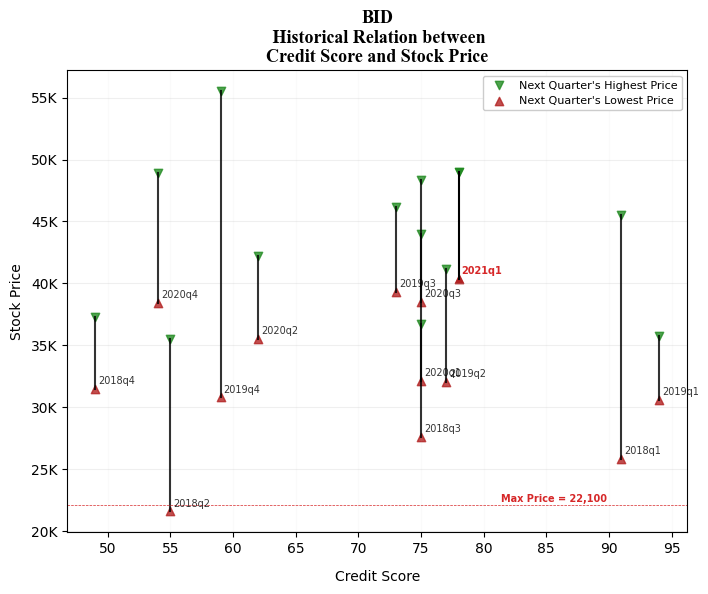 BID
Historical Relation between
Credit Score and Stock Price
Next Quarter's Highest Price
Next Quarter's Lowest Price
Stock Price
55K
50K
45K
40K
35K
30K
25K
20K
2021q1
2019q3
2020q3
2020q4
2020q2
2020q1
2019q2
2018q4
2019q4
2019q1
2018q3
2018q1
2018q2
Max Price = 22,100
50 55 60 65 70 75 80 85 90 95
Credit Score